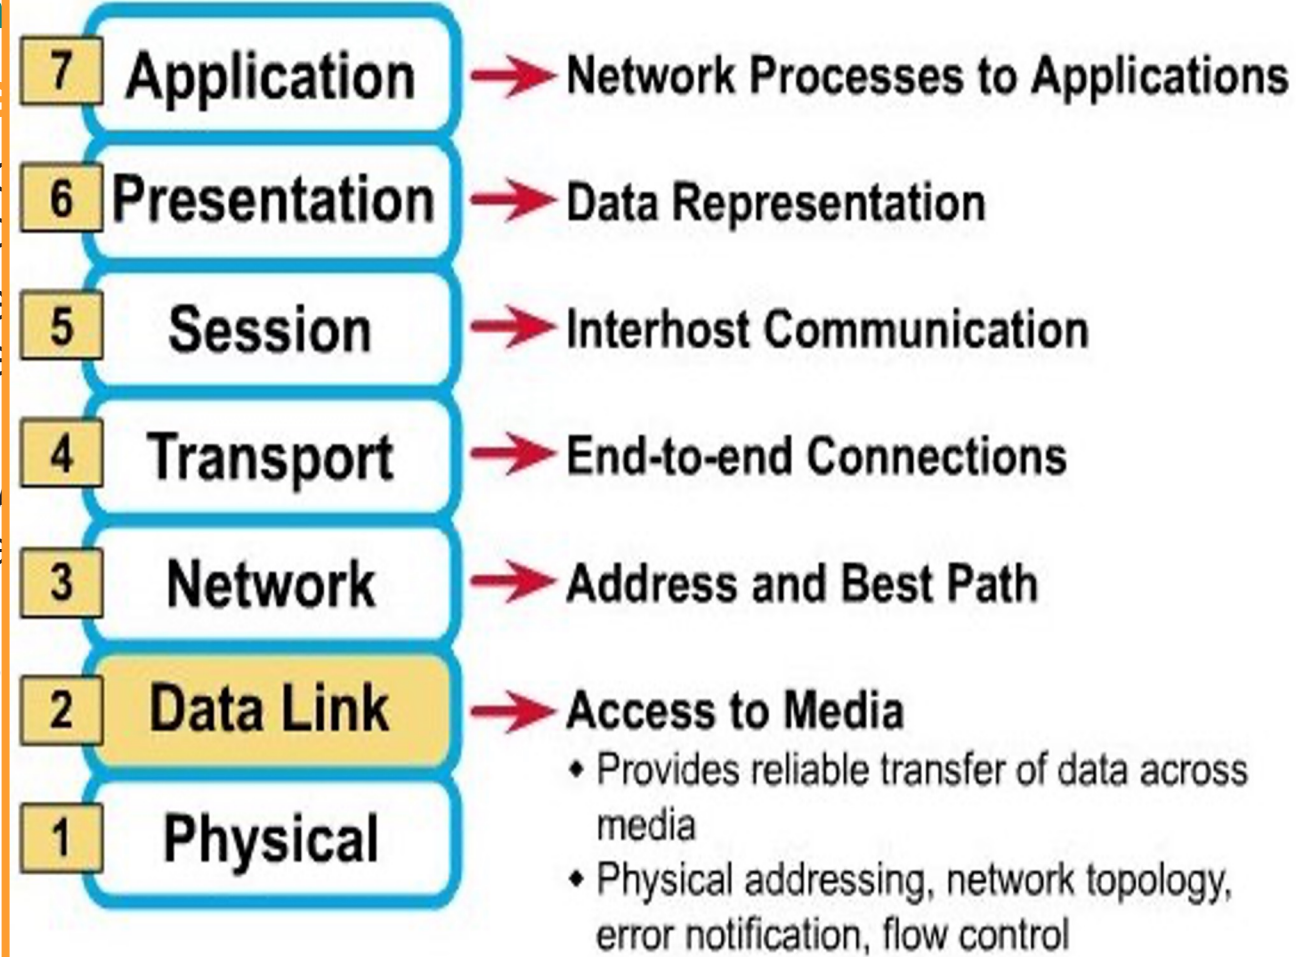 7 Application Network Processes to Applications
6 Presentation Data Representation
5 Session Interhost Communication
4 Transport End-to-end Connections
3 Network Address and Best Path
2 Data Link Access to Media
• Provides reliable transfer of data across
media
1 Physical
• Physical addressing, network topology,
error notification, flow control